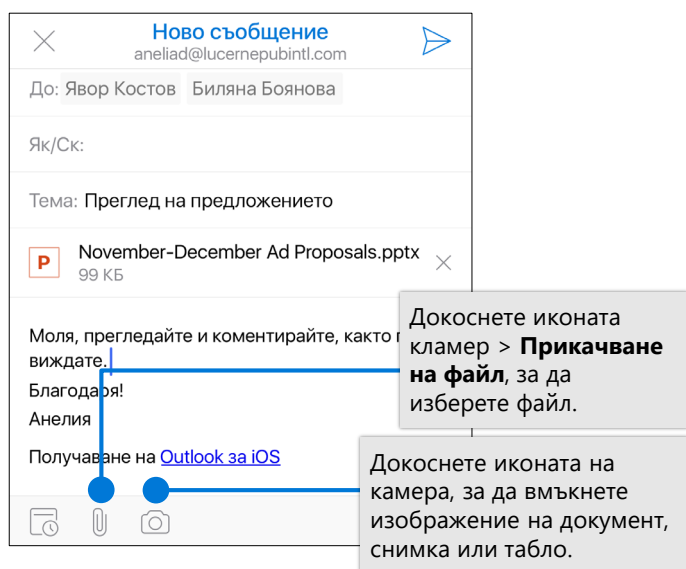 Ново съобщение
aneliad@lucernepubintl.com
До: Явор Костов Биляна Боянова
Як/Ск:
Тема: Преглед на предложението
P November-December Ad Proposals.pptx
99 КБ
Моля, прегледайте и коментирайте, както
виждате.
Благодаря!
Анелия
Получаване на Outlook за iOS
Докоснете иконата
кламер > Прикачване
на файл, за да
изберете файл.
Докоснете иконата на
камера, за да вмъкнете
изображение на документ,
снимка или табло.